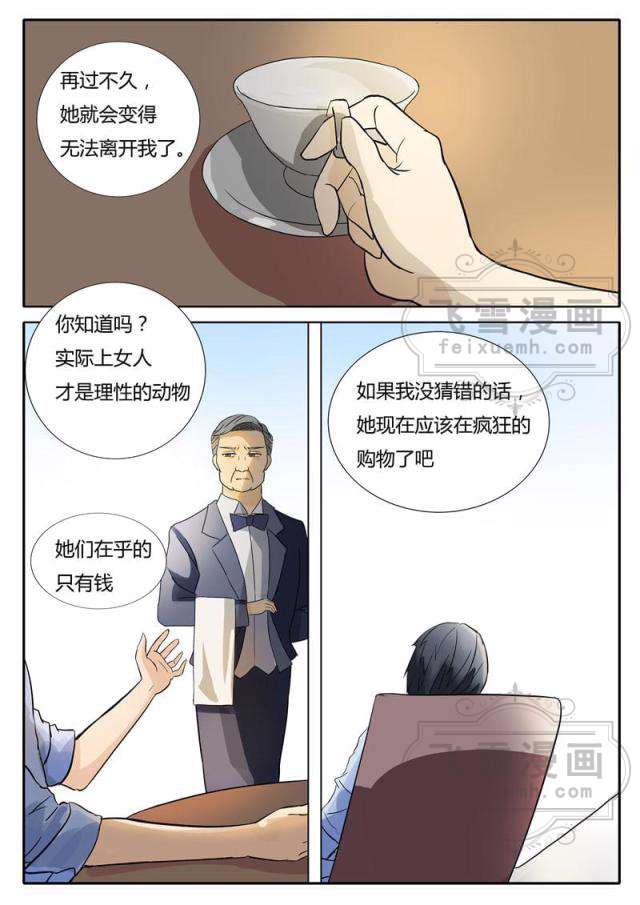 再过不久，
她就会变得
无法离开我了。
你知道吗？
实际上女人
才是理性的动物
她们在乎的
只有钱
如果我没猜错的话，
她现在应该在疯狂的
购物了吧
飞雪漫画
feixuemh.com
飞雪漫画
feixuemh.com